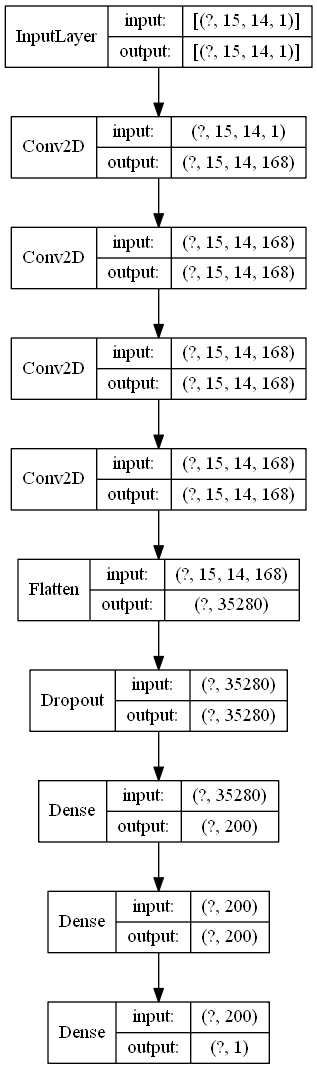 InputLayer
input: [(?, 15, 14, 1)]
output: [(?, 15, 14, 1)]
Conv2D
input: (?, 15, 14, 1)
output: (?, 15, 14, 168)
Conv2D
input: (?, 15, 14, 168)
output: (?, 15, 14, 168)
Conv2D
input: (?, 15, 14, 168)
output: (?, 15, 14, 168)
Conv2D
input: (?, 15, 14, 168)
output: (?, 15, 14, 168)
Flatten
input: (?, 15, 14, 168)
output: (?, 35280)
Dropout
input: (?, 35280)
output: (?, 35280)
Dense
input: (?, 35280)
output: (?, 200)
Dense
input: (?, 200)
output: (?, 200)
Dense
input: (?, 200)
output: (?, 1)